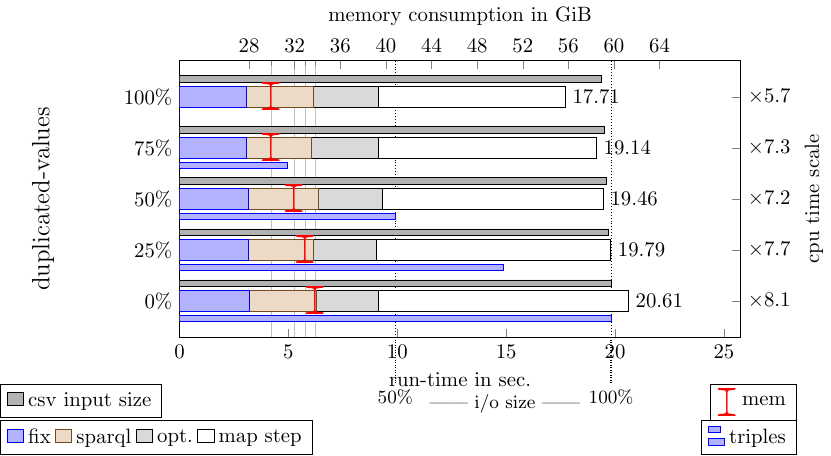 memory consumption in GiB
28 32 36 40 44 48 52 56 60 64
duplicated-values
100% 17.71 ×5.7
75% 19.14 ×7.3
50% 19.46 ×7.2
25% 19.79 ×7.7
0% 20.61 ×8.1
cpu time scale
0 5 10 15 20 25
run-time in sec.
50% i/o size 100%
csv input size
mem
fix sparql opt. map step
triples